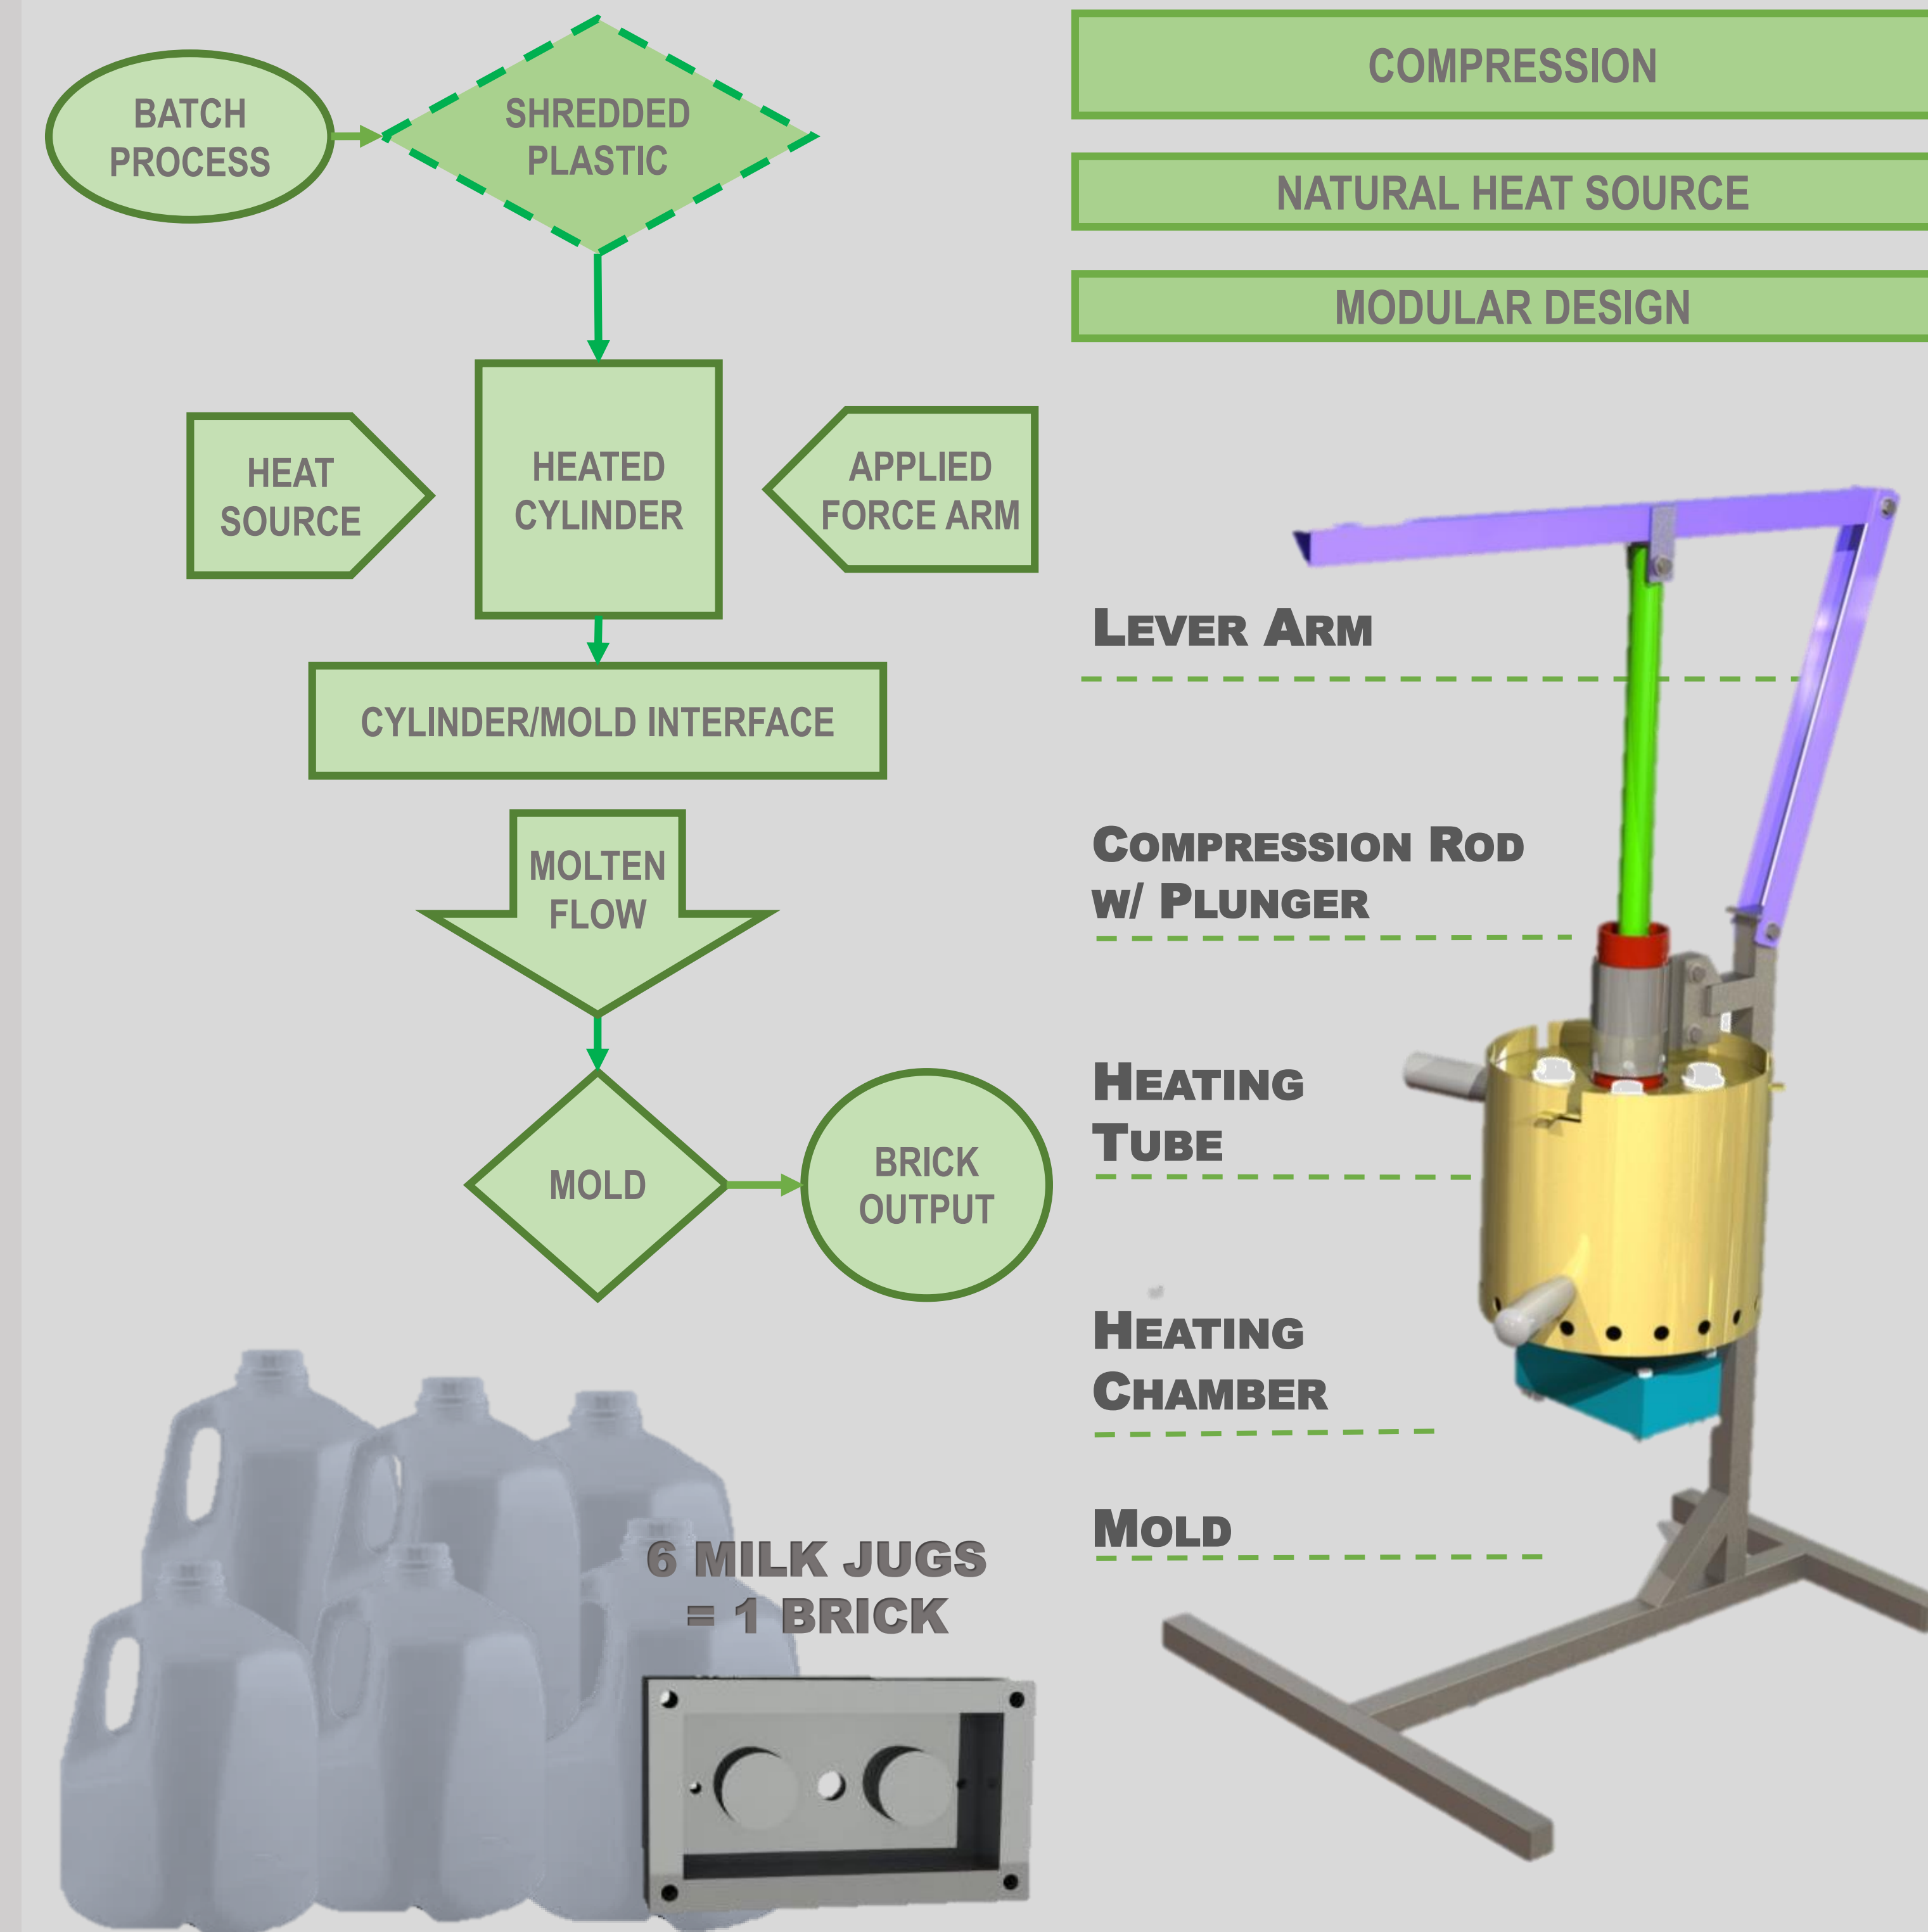 BATCH
PROCESS
SHREDDED
PLASTIC
HEAT
SOURCE
HEATED
CYLINDER
APPLIED
FORCE ARM
CYLINDER/MOLD INTERFACE
MOLTEN
FLOW
MOLD
BRICK
OUTPUT
6 MILK JUGS
= 1 BRICK
COMPRESSION
NATURAL HEAT SOURCE
MODULAR DESIGN
LEVER ARM
COMPRESSION ROD
W/ PLUNGER
HEATING
TUBE
HEATING
CHAMBER
MOLD